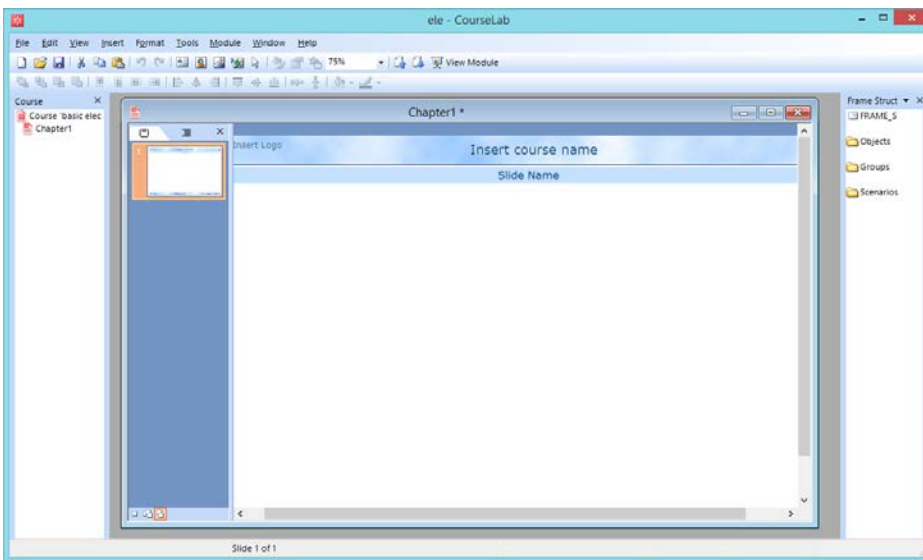 ele - CourseLab
File Edit View Insert Format Tools Module Window Help
75% View Module
Course
Course 'basic elec
Chapter1
Chapter1 *
1
Insert Logo
Insert course name
Slide Name
Frame Struct
FRAME_S
Objects
Groups
Scenarios
Slide 1 of 1